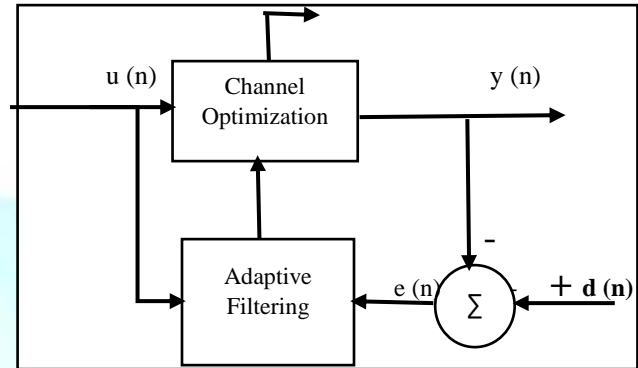 u (n)
Channel
Optimization
y (n)
-
Adaptive
Filtering
e (n)
Σ
-
+ d (n)